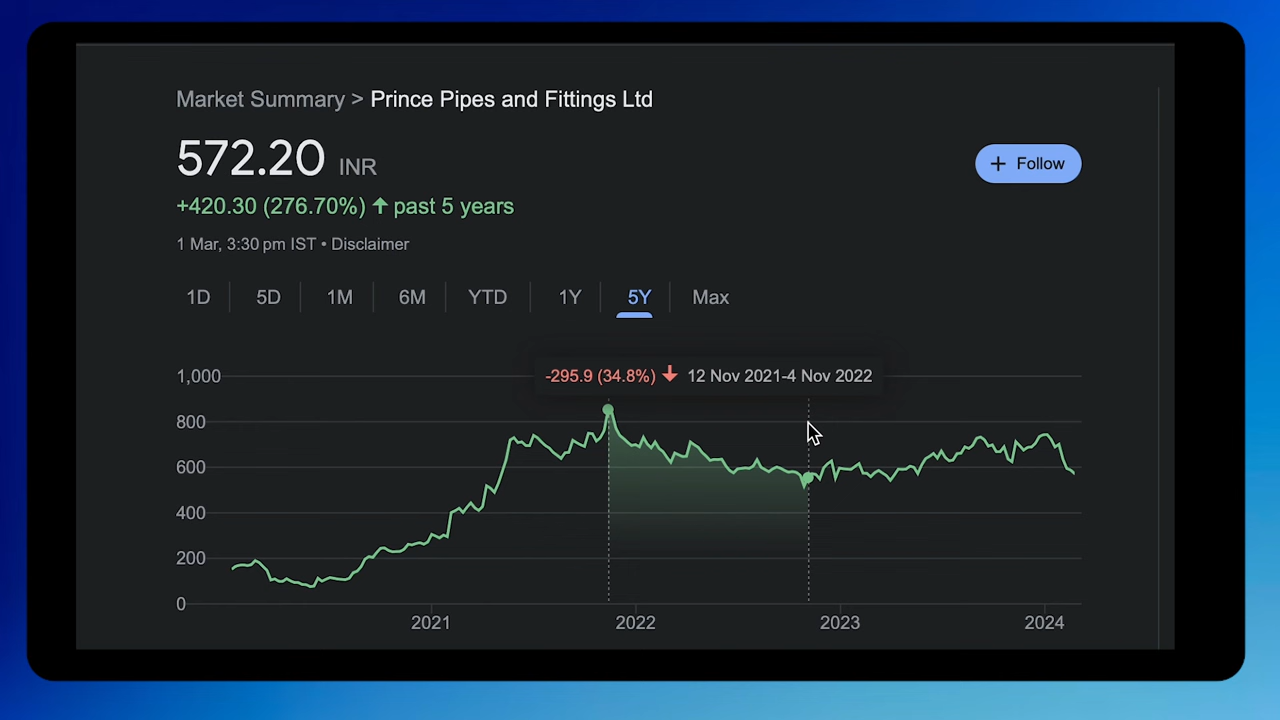 Market Summary > Prince Pipes and Fittings Ltd
572.20 INR
+ Follow
+420.30 (276.70%) ↑ past 5 years
1 Mar, 3:30 pm IST • Disclaimer
1D 5D 1M 6M YTD 1Y 5Y Max
-295.9 (34.8%) ↓ 12 Nov 2021-4 Nov 2022
1,000
800
600
400
200
0
2021 2022 2023 2024